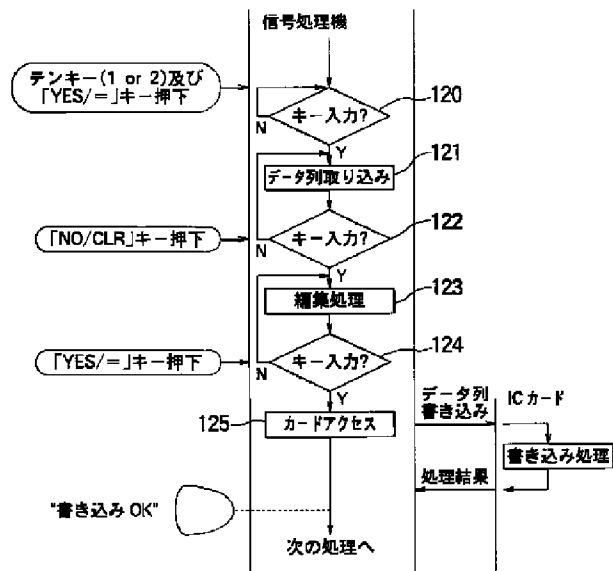 信号処理機
テンキー(1 or 2)及び
「YES/=」キー押下
キー入力?
120
N
Y
121
データ列取り込み
122
「NO/CLR」キー押下
キー入力?
N
Y
123
編集処理
124
「YES/=」キー押下
キー入力?
N
Y
125
カードアクセス
データ列
書き込み
ICカード
書き込み処理
処理結果
"書き込みOK"
次の処理へ